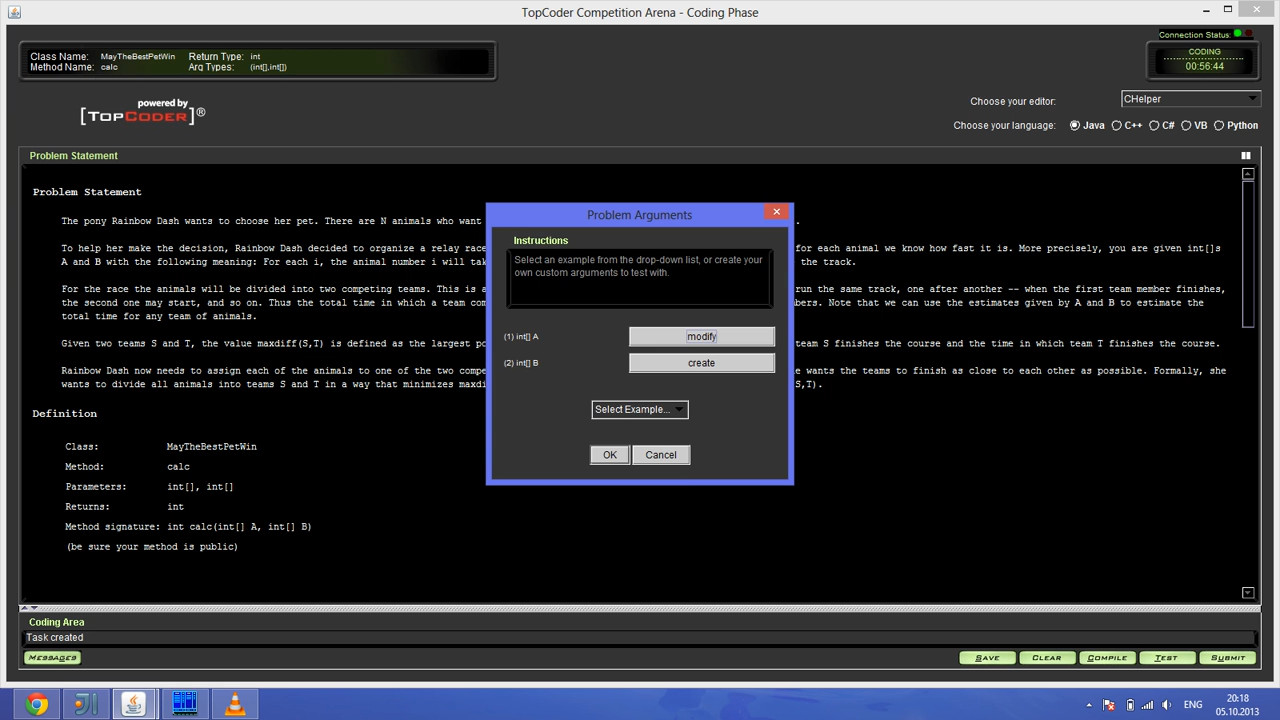 TopCoder Competition Arena - Coding Phase
Connection Status:
Class Name: MayTheBestPetWin Return Type: int
Method Name: calc Arg Types: (int[],int[])
CODING
00:56:44
powered by
[TOPCODER]®
Choose your editor: CHelper
Choose your language: Java C++ C# VB Python
Problem Statement
Problem Statement
The pony Rainbow Dash wants to choose her pet. There are N animals who want
To help her make the decision, Rainbow Dash decided to organize a relay race for each animal we know how fast it is. More precisely, you are given int[]s
A and B with the following meaning: For each i, the animal number i will tak the track.
For the race the animals will be divided into two competing teams. This is a run the same track, one after another -- when the first team member finishes,
the second one may start, and so on. Thus the total time in which a team com bers. Note that we can use the estimates given by A and B to estimate the
total time for any team of animals.
Given two teams S and T, the value maxdiff(S,T) is defined as the largest po team S finishes the course and the time in which team T finishes the course.
Rainbow Dash now needs to assign each of the animals to one of the two compe e wants the teams to finish as close to each other as possible. Formally, she
wants to divide all animals into teams S and T in a way that minimizes maxdi S,T).
Problem Arguments
Instructions
Select an example from the drop-down list, or create your
own custom arguments to test with.
(1) int[] A modify
(2) int[] B create
Select Example...
OK Cancel
Definition
Class: MayTheBestPetWin
Method: calc
Parameters: int[], int[]
Returns: int
Method signature: int calc(int[] A, int[] B)
(be sure your method is public)
Coding Area
Task created
MESSAGES SAVE CLEAR COMPILE TEST SUBMIT
ENG
20:18
05.10.2013